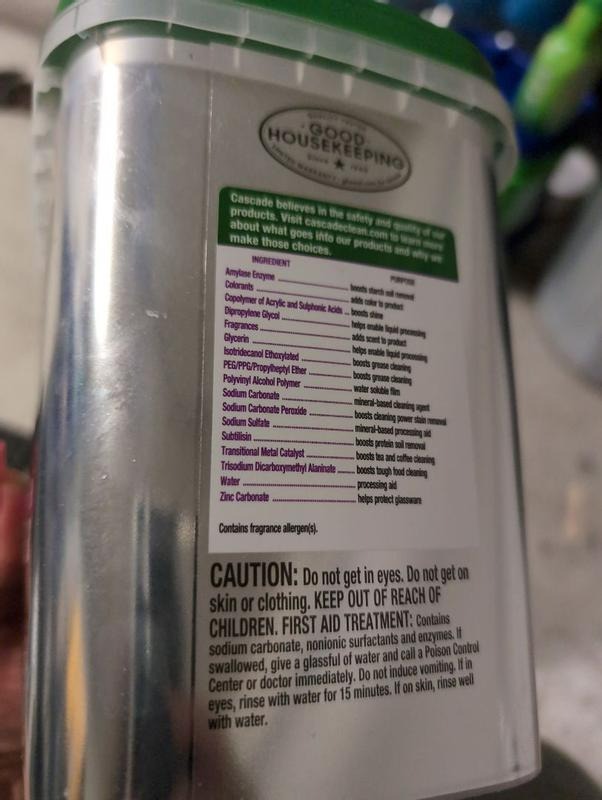 GOOD
HOUSEKEEPING
Since ★ 1909
Cascade believes in the safety and quality of our
products. Visit cascadeclean.com to learn more
about what goes into our products and why we
make those choices.
INGREDIENT PURPOSE
Amylase Enzyme boosts starch soil removal
Colorants adds color to product
Copolymer of Acrylic and Sulphonic Acids boosts shine
Dipropylene Glycol helps enable liquid processing
Fragrances adds scent to product
Glycerin helps enable liquid processing
Isotridecanol Ethoxylated boosts grease cleaning
PEG/PPG/Propylheptyl Ether boosts grease cleaning
Polyvinyl Alcohol Polymer water soluble film
Sodium Carbonate mineral-based cleaning agent
Sodium Carbonate Peroxide boosts cleaning power stain removal
Sodium Sulfate mineral-based processing aid
Subtilisin boosts protein soil removal
Transitional Metal Catalyst boosts tea and coffee cleaning
Trisodium Dicarboxymethyl Alaninate boosts tough food cleaning
Water processing aid
Zinc Carbonate helps protect glassware
Contains fragrance allergen(s).
CAUTION: Do not get in eyes. Do not get on
skin or clothing. KEEP OUT OF REACH OF
CHILDREN. FIRST AID TREATMENT: Contains
sodium carbonate, nonionic surfactants and enzymes. If
swallowed, give a glassful of water and call a Poison Control
Center or doctor immediately. Do not induce vomiting. If in
eyes, rinse with water for 15 minutes. If on skin, rinse well
with water.